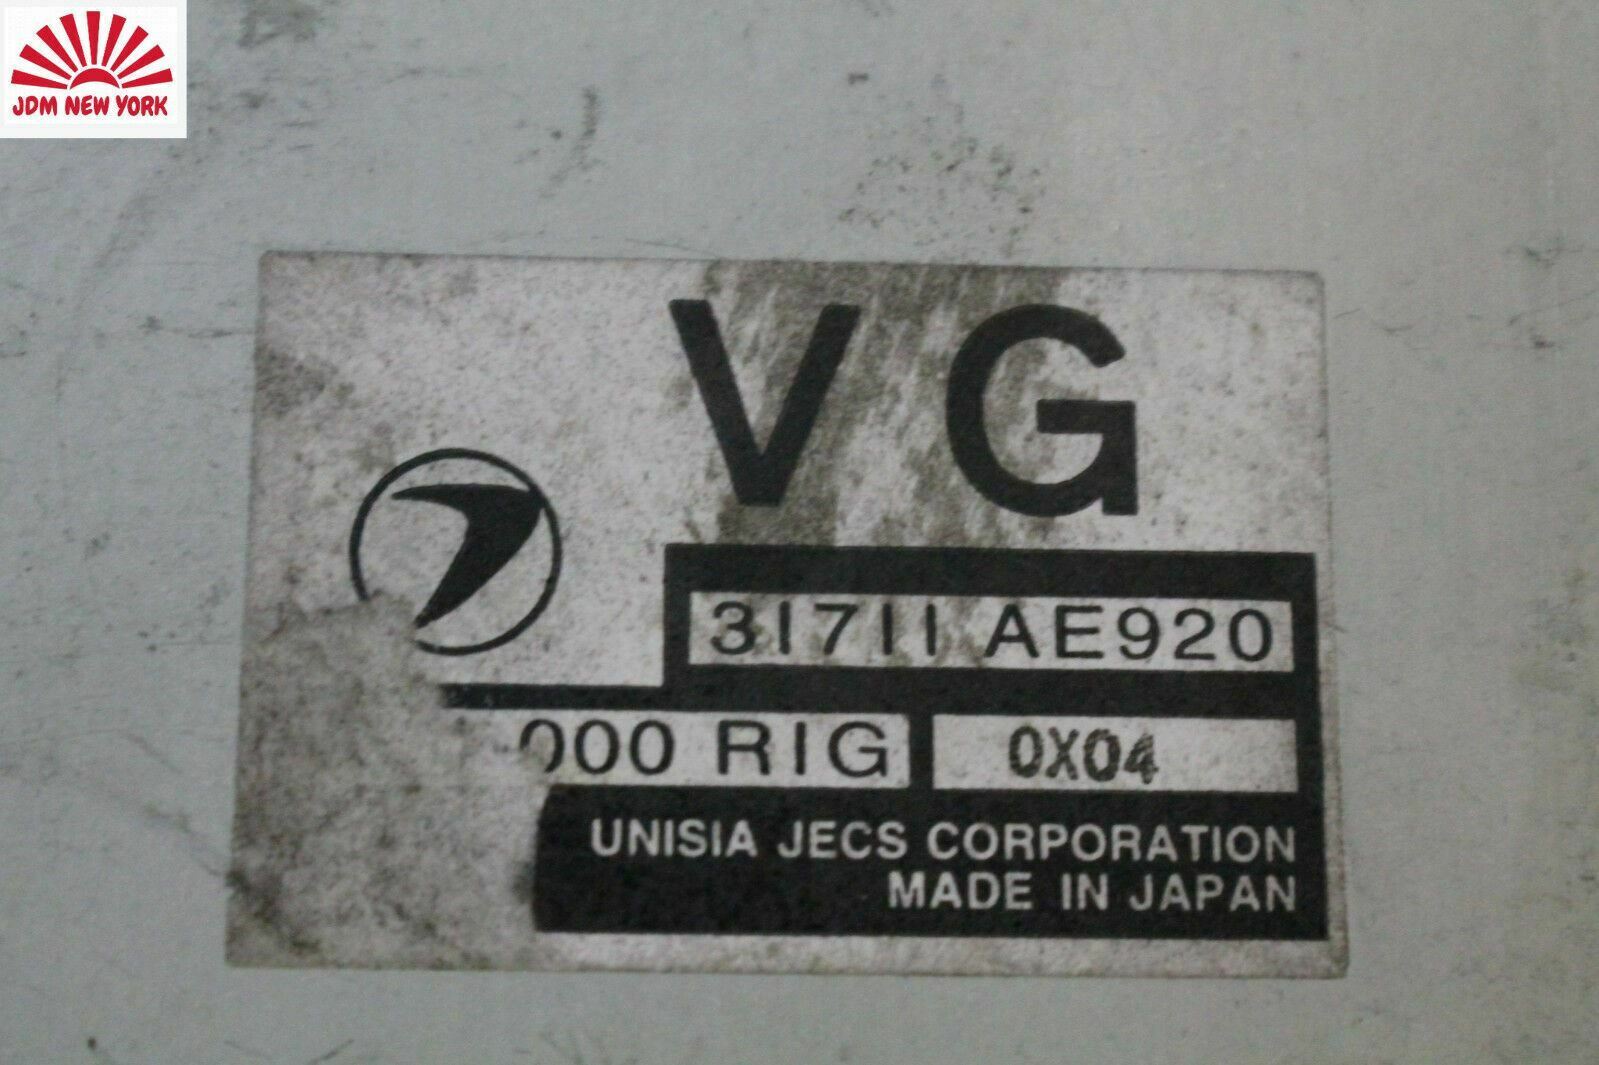 JDM NEW YORK
VG
31711 AE920
000 RIG
0X04
UNISIA JECS CORPORATION
MADE IN JAPAN